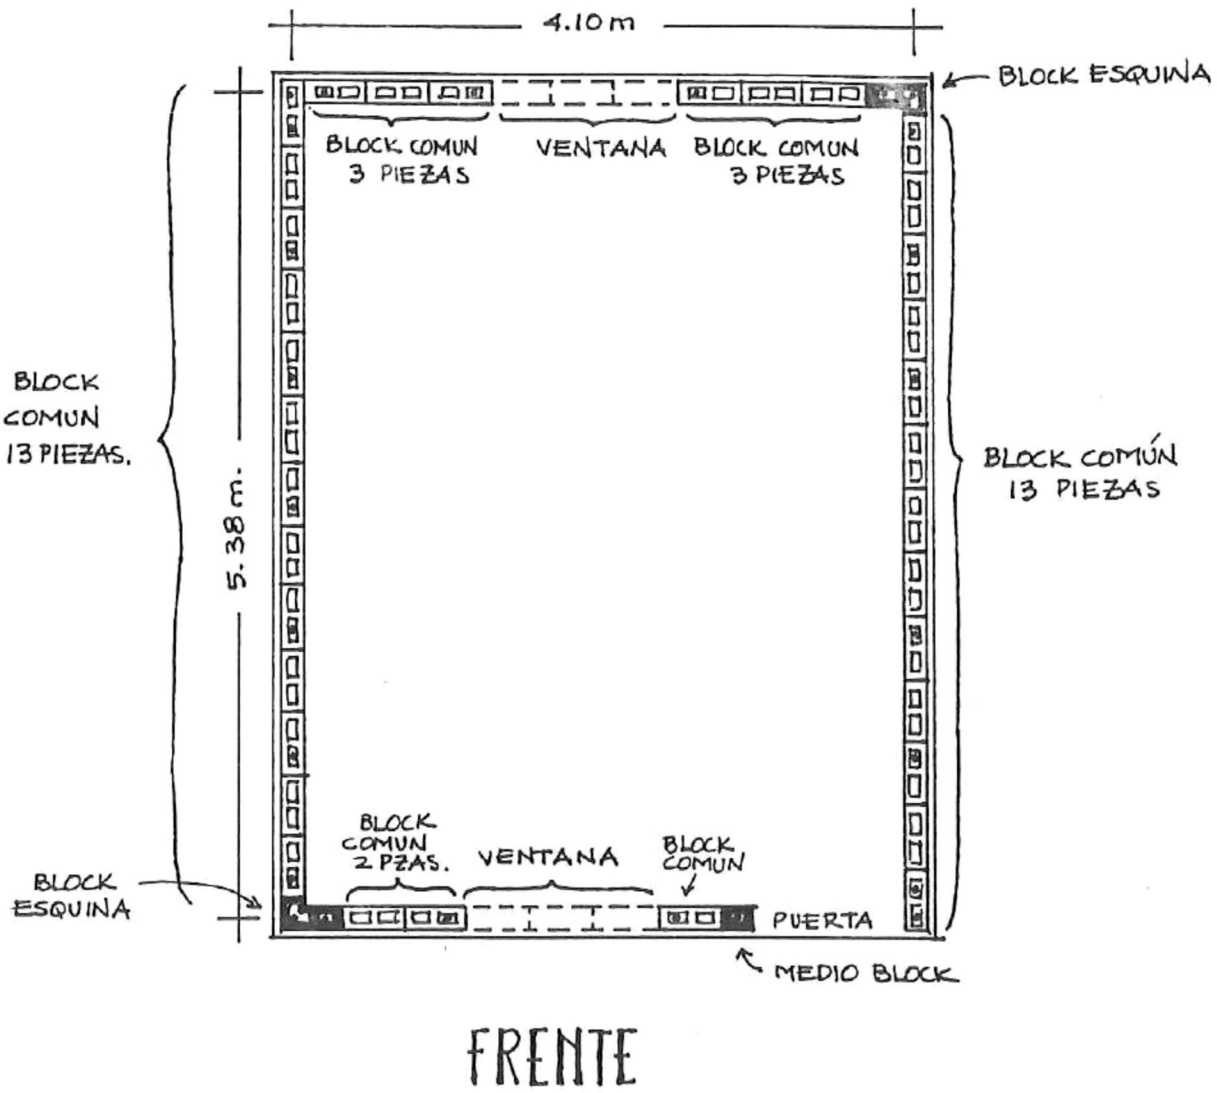 4.10 m
BLOCK ESQUINA
BLOCK COMUN
3 PIEZAS
VENTANA
BLOCK COMUN
3 PIEZAS
BLOCK
COMUN
13 PIEZAS.
5.38 m.
BLOCK COMÚN
13 PIEZAS
BLOCK
COMUN
2 PZAS.
VENTANA
BLOCK
COMUN
BLOCK
ESQUINA
PUERTA
MEDIO BLOCK
FRENTE